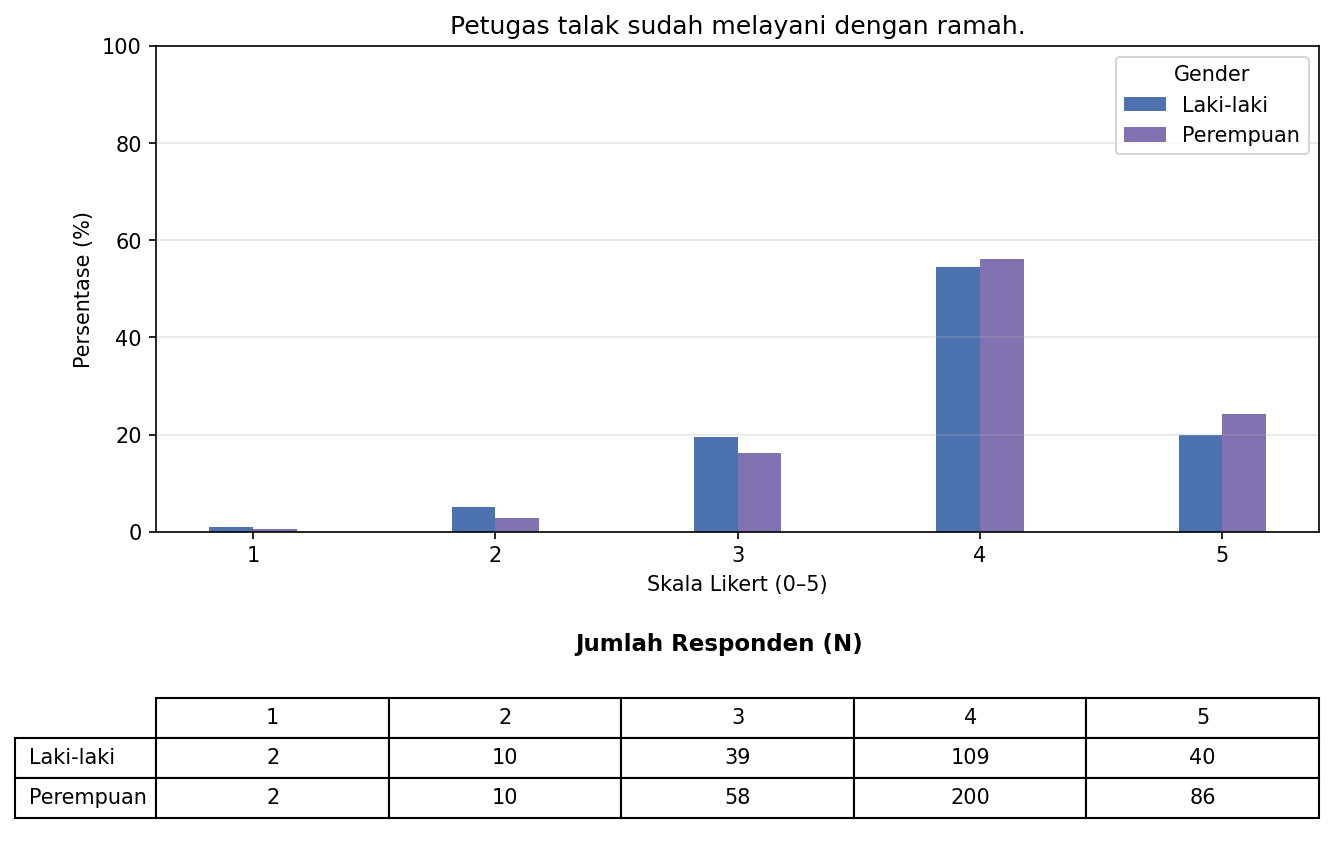 Petugas talak sudah melayani dengan ramah.
100
80
60
40
20
0
Persentase (%)
Gender
Laki-laki
Perempuan
1 2 3 4 5
Skala Likert (0–5)
Jumlah Responden (N)
1 2 3 4 5
Laki-laki 2 10 39 109 40
Perempuan 2 10 58 200 86